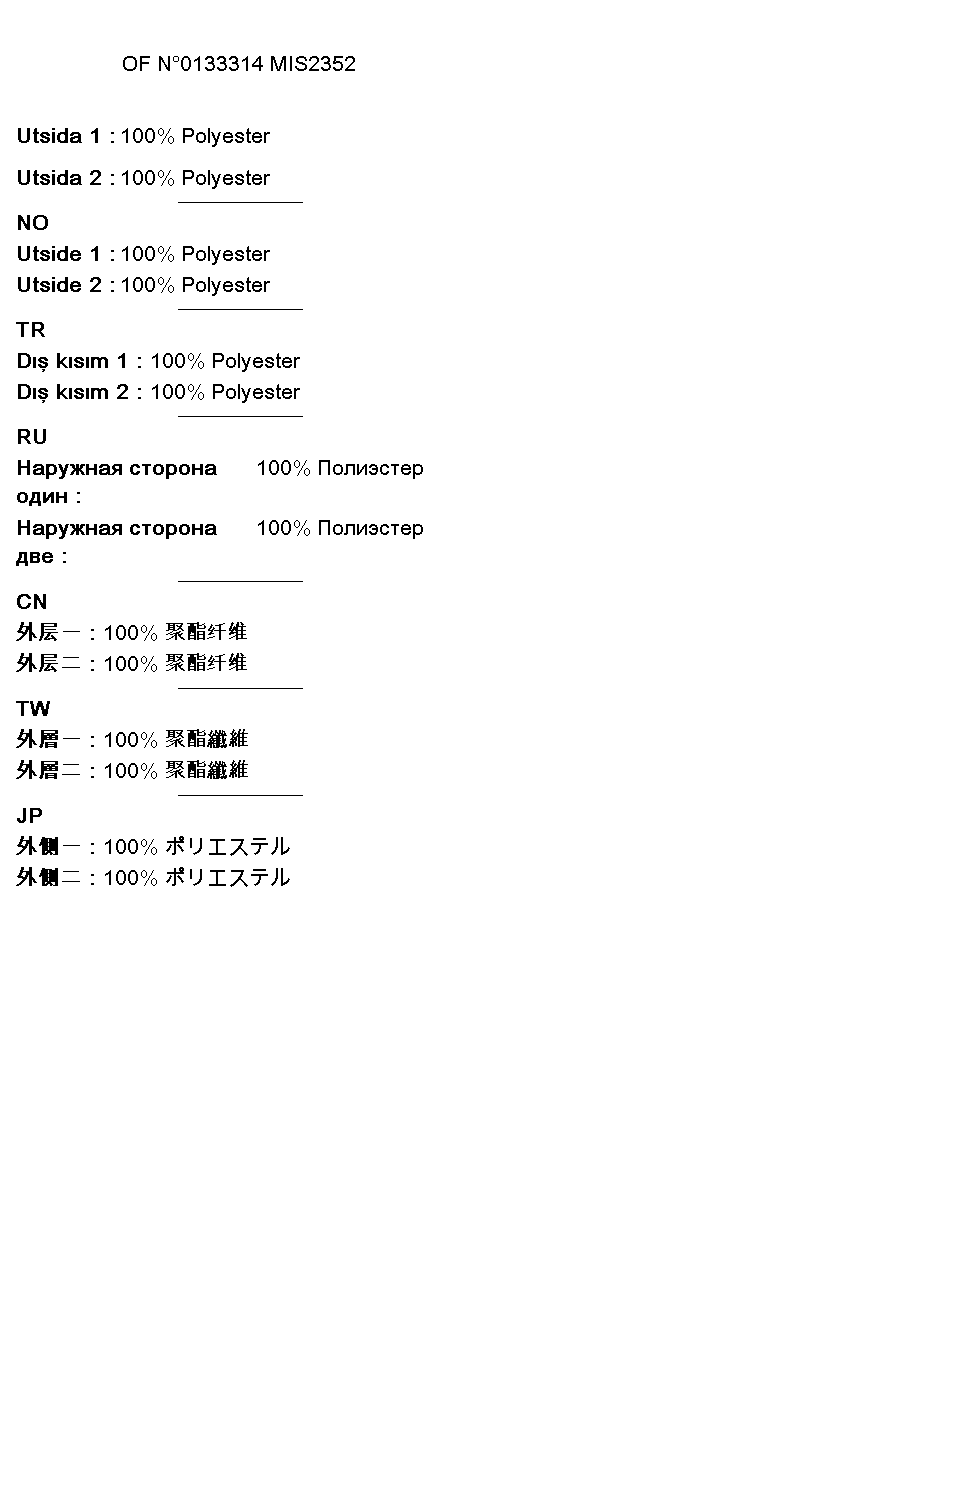 OF N°0133314 MIS2352
Utsida 1 : 100% Polyester
Utsida 2 : 100% Polyester
NO
Utside 1 : 100% Polyester
Utside 2 : 100% Polyester
TR
Dış kısım 1 : 100% Polyester
Dış kısım 2 : 100% Polyester
RU
Наружная сторона 100% Полиэстер
один :
Наружная сторона 100% Полиэстер
две :
CN
外层一 : 100% 聚酯纤维
外层二 : 100% 聚酯纤维
TW
外層一 : 100% 聚酯纖維
外層二 : 100% 聚酯纖維
JP
外側一 : 100% ポリエステル
外側二 : 100% ポリエステル